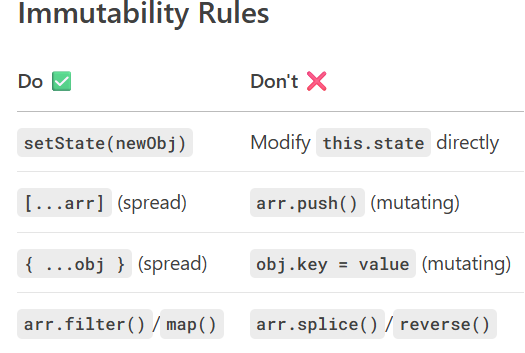 Immutability Rules
Do ✅ Don't ❌
setState(newObj) Modify this.state directly
[...arr] (spread) arr.push() (mutating)
{ ...obj } (spread) obj.key = value (mutating)
arr.filter()/map() arr.splice()/reverse()